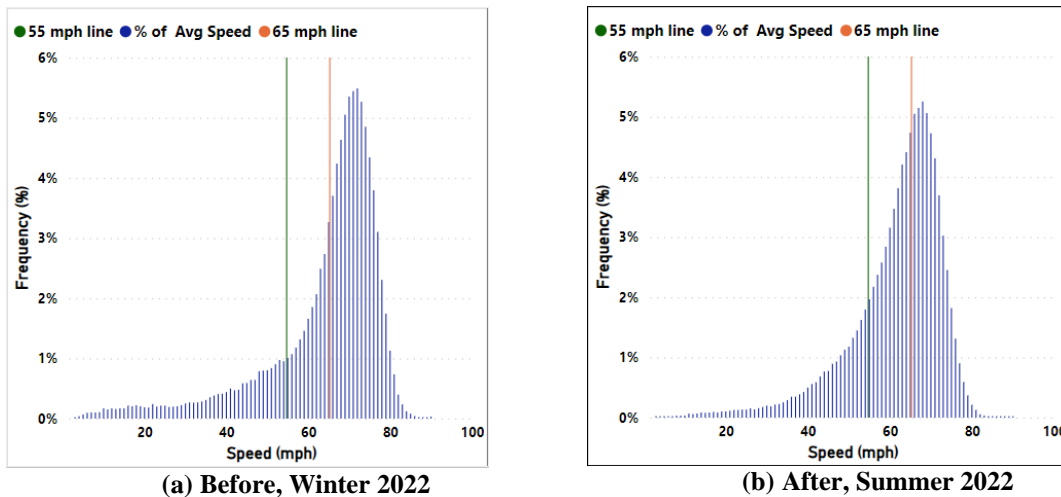 55 mph line % of Avg Speed 65 mph line
6%
5%
4%
3%
2%
1%
0%
Frequency (%)
20 40 60 80 100
Speed (mph)
(a) Before, Winter 2022
55 mph line % of Avg Speed 65 mph line
6%
5%
4%
3%
2%
1%
0%
Frequency (%)
20 40 60 80 100
Speed (mph)
(b) After, Summer 2022